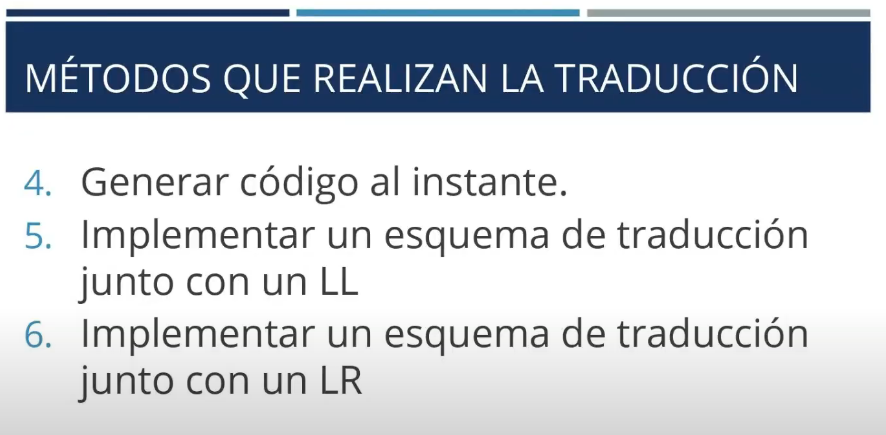 MÉTODOS QUE REALIZAN LA TRADUCCIÓN
4. Generar código al instante.
5. Implementar un esquema de traducción
junto con un LL
6. Implementar un esquema de traducción
junto con un LR